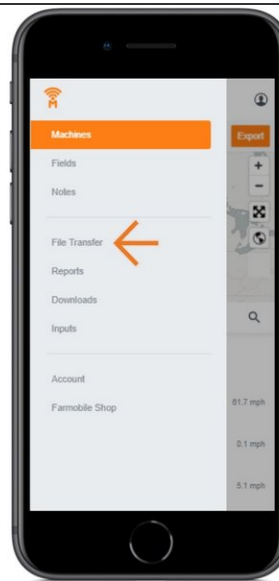 Machines
Export
Fields
Notes
File Transfer
Reports
Downloads
Inputs
Account
61.7 mph
Farmobile Shop
0.1 mph
5.1 mph